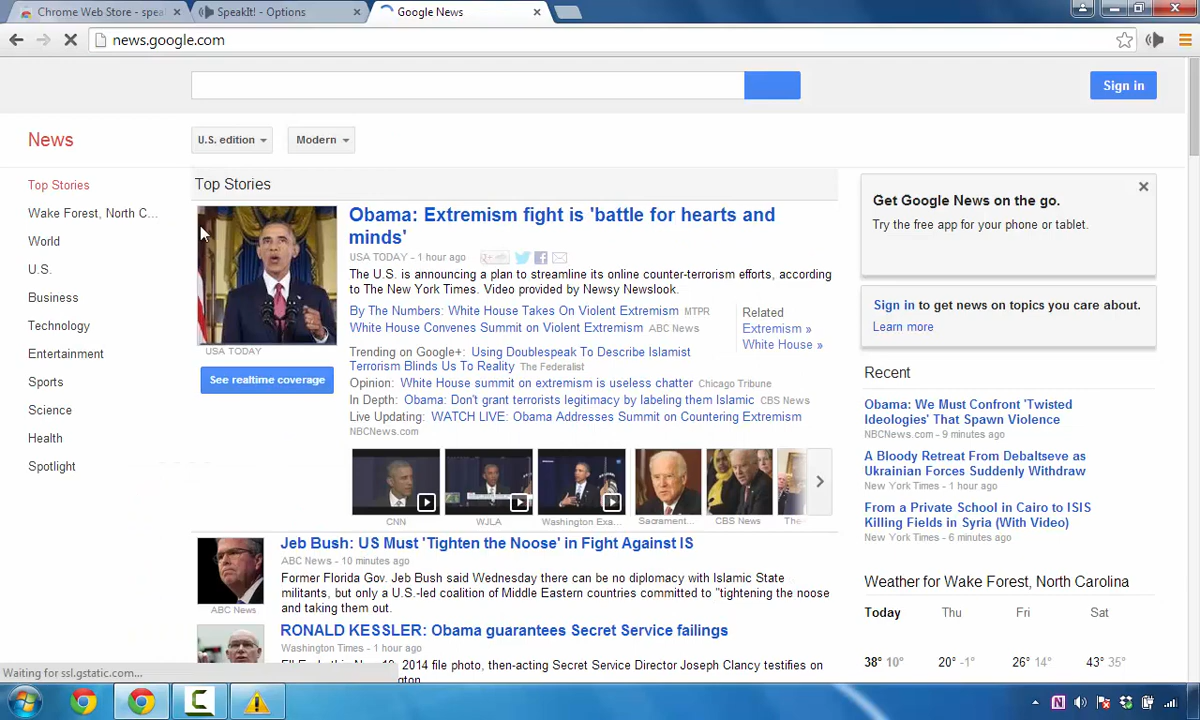 Chrome Web Store - spea
SpeakIt! - Options
Google News
news.google.com
Sign in
News
U.S. edition
Modern
Top Stories
Wake Forest, North C...
World
U.S.
Business
Technology
Entertainment
Sports
Science
Health
Spotlight
Top Stories
USA TODAY
See realtime coverage
Obama: Extremism fight is 'battle for hearts and
minds'
USA TODAY - 1 hour ago
The U.S. is announcing a plan to streamline its online counter-terrorism efforts, according
to The New York Times. Video provided by Newsy Newslook.
By The Numbers: White House Takes On Violent Extremism MTPR
White House Convenes Summit on Violent Extremism ABC News
Related
Extremism »
White House »
Trending on Google+: Using Doublespeak To Describe Islamist
Terrorism Blinds Us To Reality The Federalist
Opinion: White House summit on extremism is useless chatter Chicago Tribune
In Depth: Obama: Don't grant terrorists legitimacy by labeling them Islamic CBS News
Live Updating: WATCH LIVE: Obama Addresses Summit on Countering Extremism
NBCNews.com
CNN
WJLA
Washington Exa...
Sacrament...
CBS News
The
Jeb Bush: US Must 'Tighten the Noose' in Fight Against IS
ABC News - 10 minutes ago
Former Florida Gov. Jeb Bush said Wednesday there can be no diplomacy with Islamic State
militants, but only a U.S.-led coalition of Middle Eastern countries committed to "tightening the noose
and taking them out.
ABC News
RONALD KESSLER: Obama guarantees Secret Service failings
Washington Times - 1 hour ago
2014 file photo, then-acting Secret Service Director Joseph Clancy testifies on
Get Google News on the go.
Try the free app for your phone or tablet.
Sign in to get news on topics you care about.
Learn more
Recent
Obama: We Must Confront 'Twisted
Ideologies' That Spawn Violence
NBCNews.com - 9 minutes ago
A Bloody Retreat From Debaltseve as
Ukrainian Forces Suddenly Withdraw
New York Times - 1 hour ago
From a Private School in Cairo to ISIS
Killing Fields in Syria (With Video)
New York Times - 6 minutes ago
Weather for Wake Forest, North Carolina
Today Thu Fri Sat
38° 10° 20° -1° 26° 14° 43° 35°
Waiting for ssl.gstatic.com...